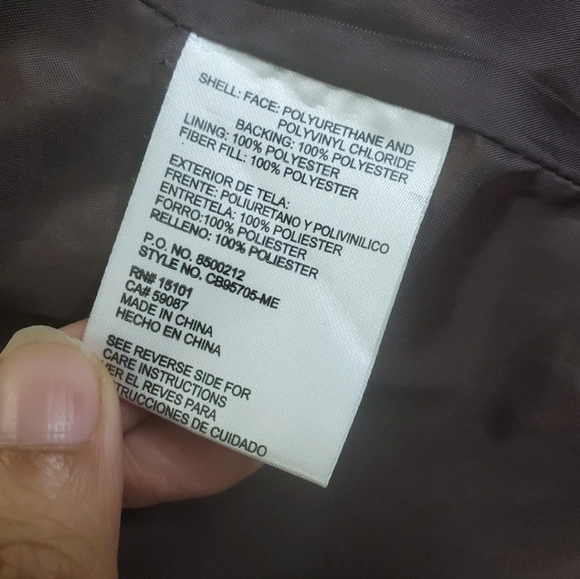 SHELL: FACE: POLYURETHANE AND
POLYVINYL CHLORIDE
BACKING: 100% POLYESTER
LINING: 100% POLYESTER
FIBER FILL: 100% POLYESTER
EXTERIOR DE TELA:
FRENTE: POLIURETANO Y POLIVINILICO
ENTRETELA: 100% POLIESTER
FORRO:100% POLIESTER
RELLENO: 100% POLIESTER
P.O. NO. 8500212
STYLE NO. CB95705-ME
RN# 15101
CA# 59087
MADE IN CHINA
HECHO EN CHINA
SEE REVERSE SIDE FOR
CARE INSTRUCTIONS
VER EL REVES PARA
TRUCCIONES DE CUIDADO